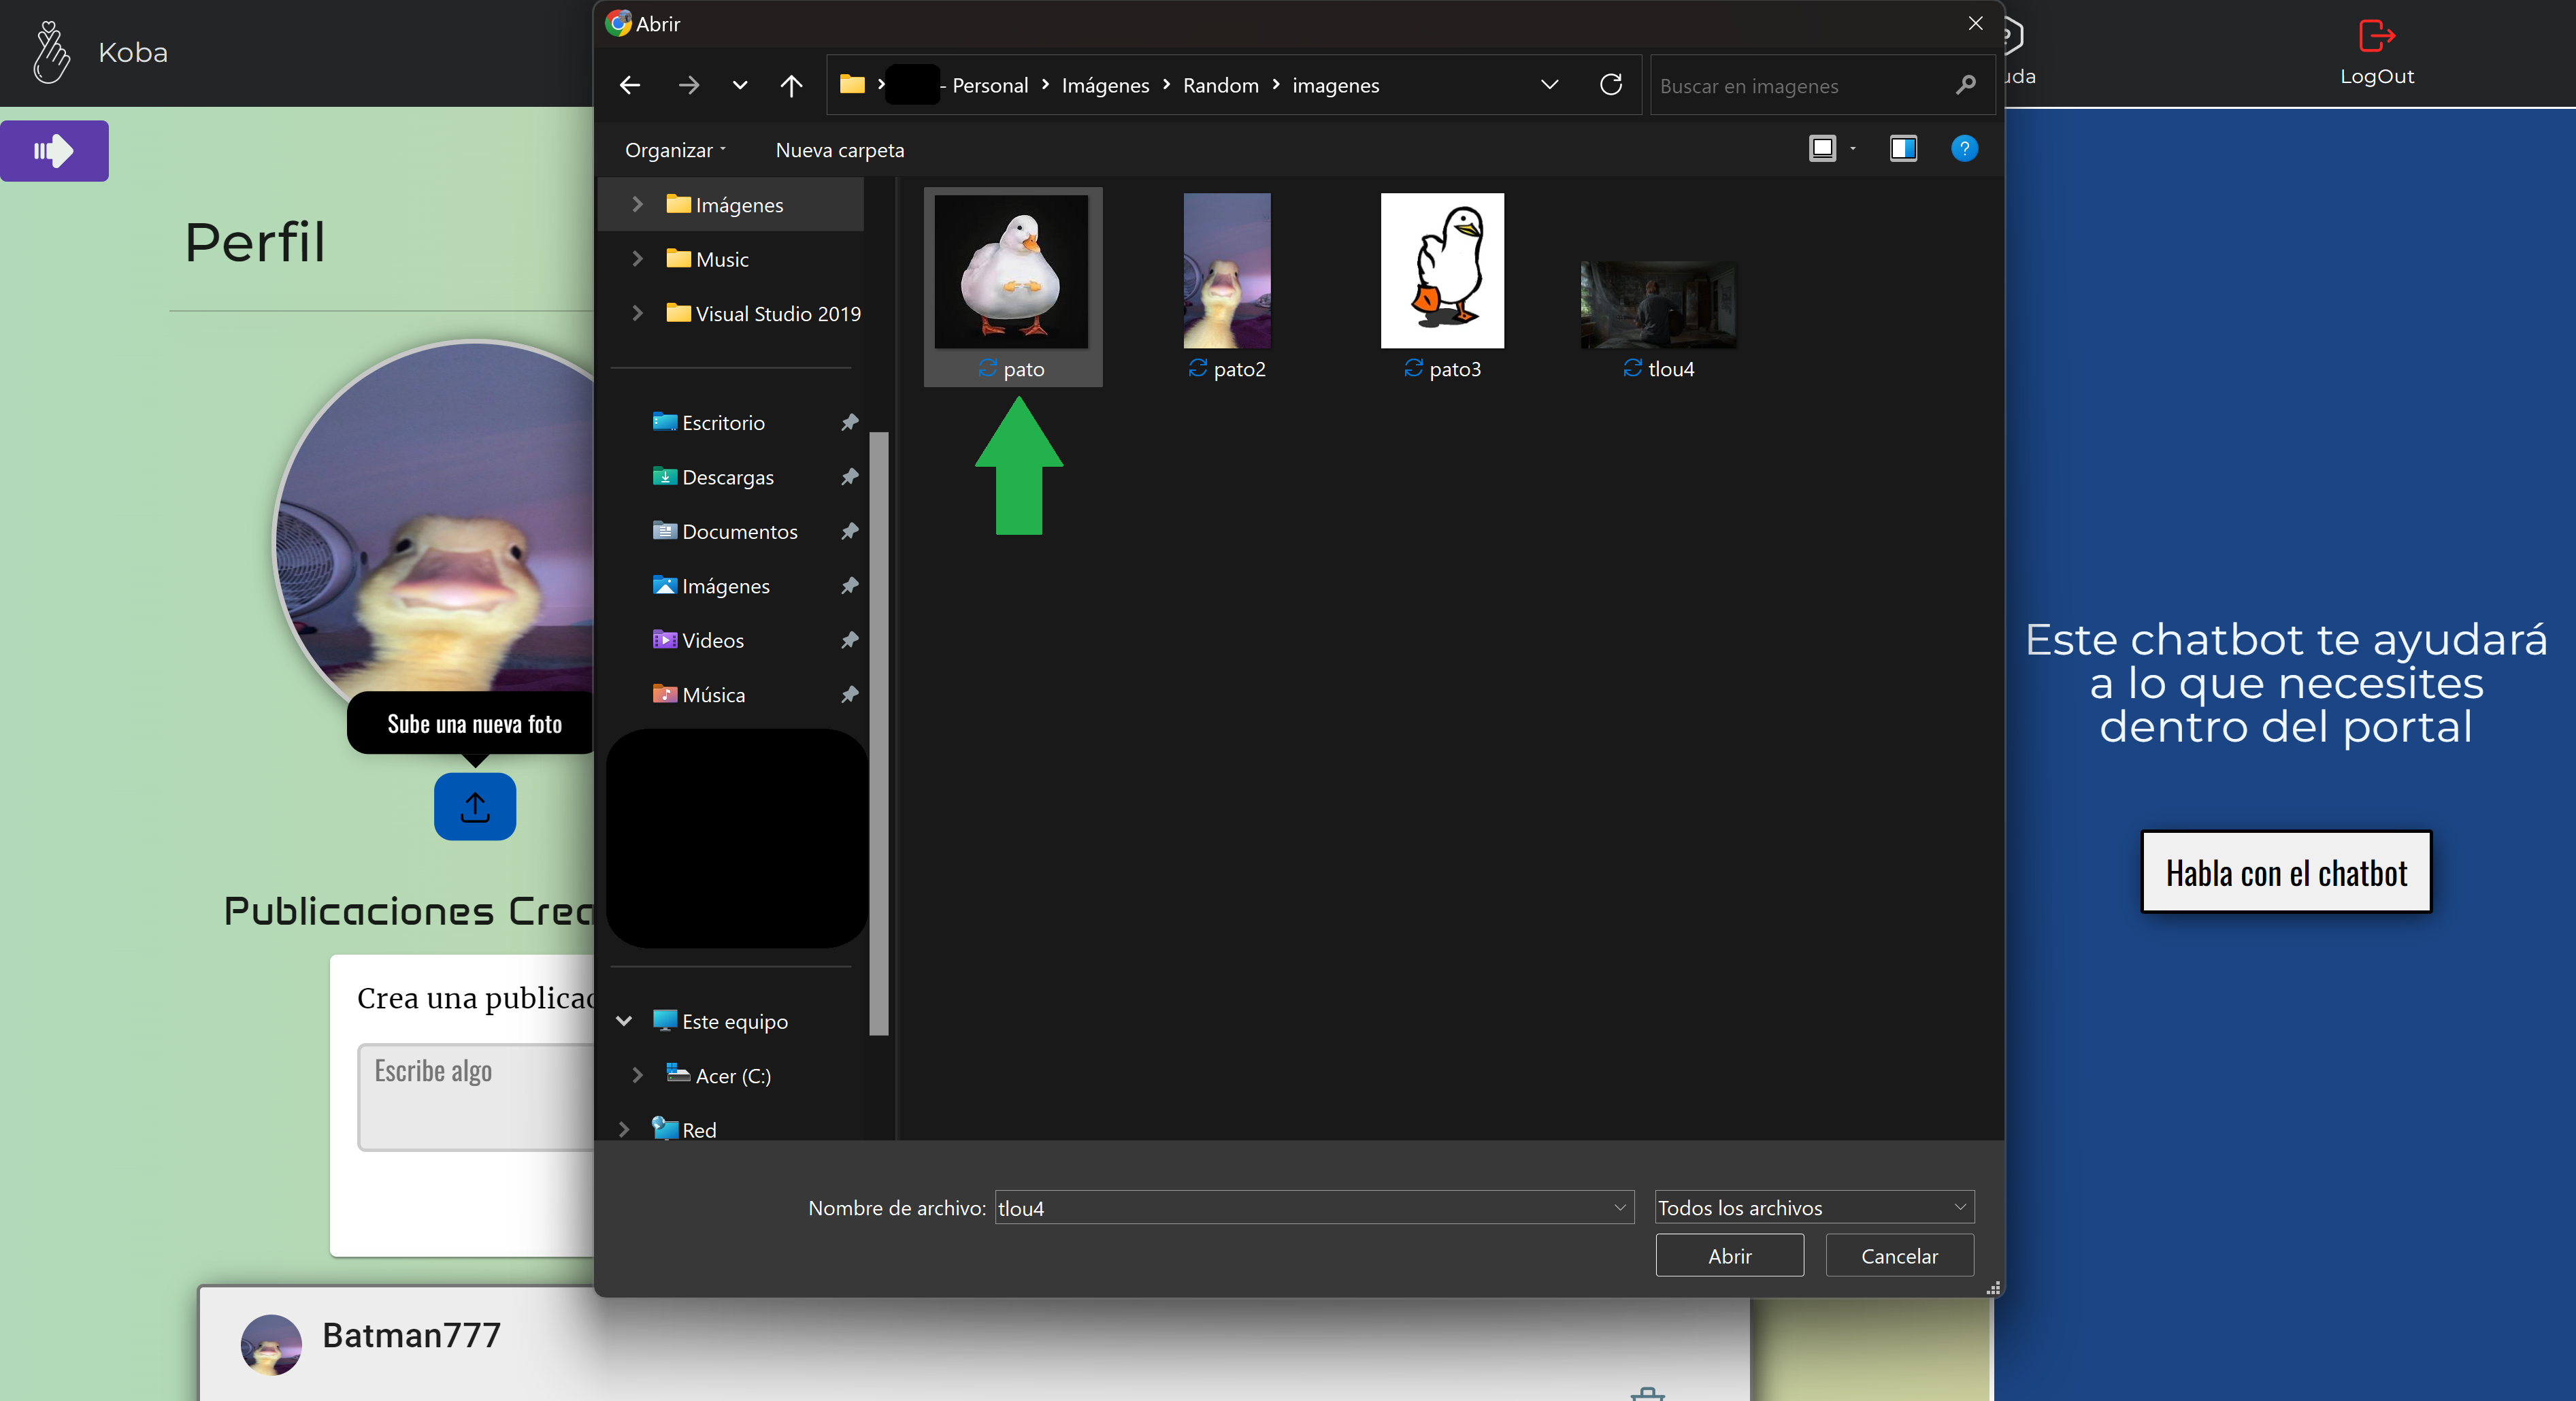 Koba
Abrir
- Personal
Imágenes
Random
imagenes
Buscar en imagenes
LogOut
Organizar
Nueva carpeta
Perfil
Imágenes
Music
Visual Studio 2019
pato
pato2
pato3
tlou4
Escritorio
Descargas
Documentos
Imágenes
Videos
Música
Sube una nueva foto
Este chatbot te ayudará
a lo que necesites
dentro del portal
Habla con el chatbot
Publicaciones Crea
Crea una publicac
Escribe algo
Este equipo
Acer (C:)
Red
Nombre de archivo:
tlou4
Todos los archivos
Abrir
Cancelar
Batman777